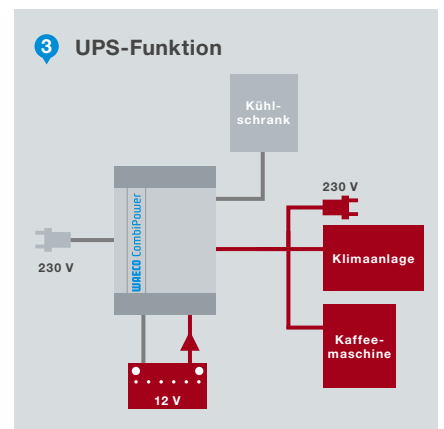 3 UPS-Funktion
Kühl-
schrank
230 V
WAECO CombiPower
230 V
Klimaanlage
Kaffee-
maschine
12 V